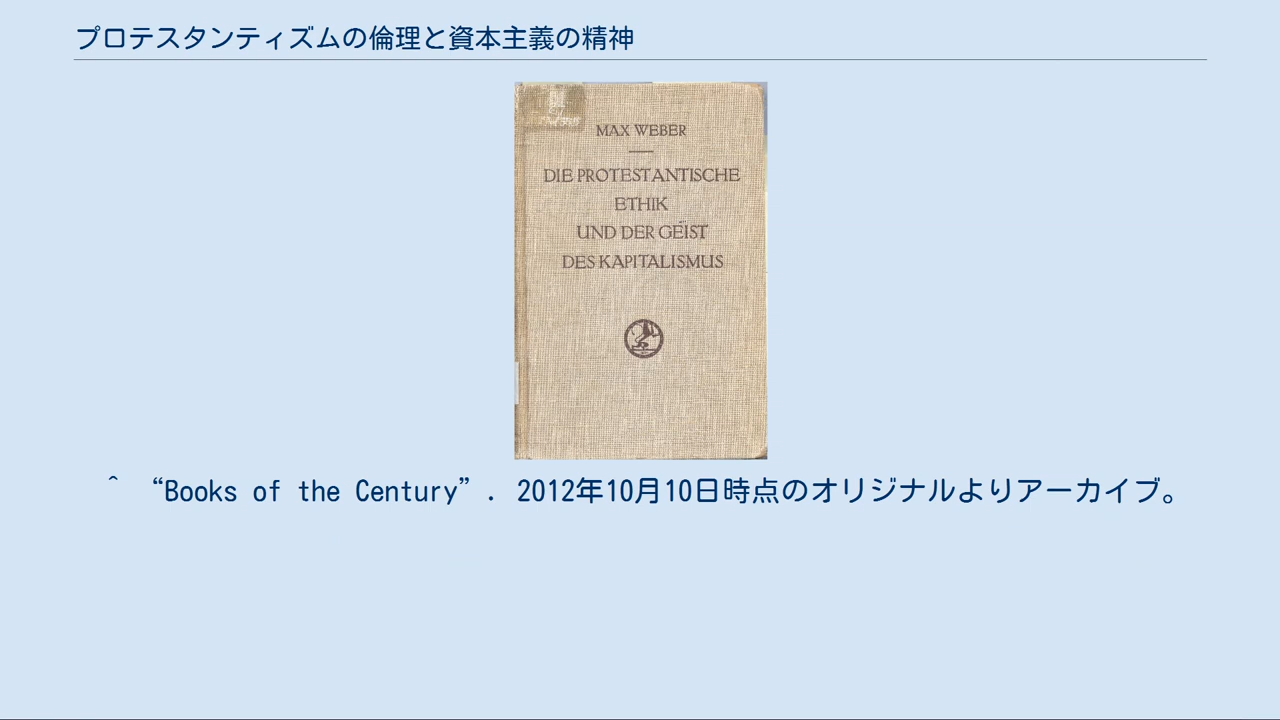 プロテスタンティズムの倫理と資本主義の精神
MAX WEBER
DIE PROTESTANTISCHE
ETHIK
UND DER GEIST
DES KAPITALISMUS
^ “Books of the Century”. 2012年10月10日時点のオリジナルよりアーカイブ。